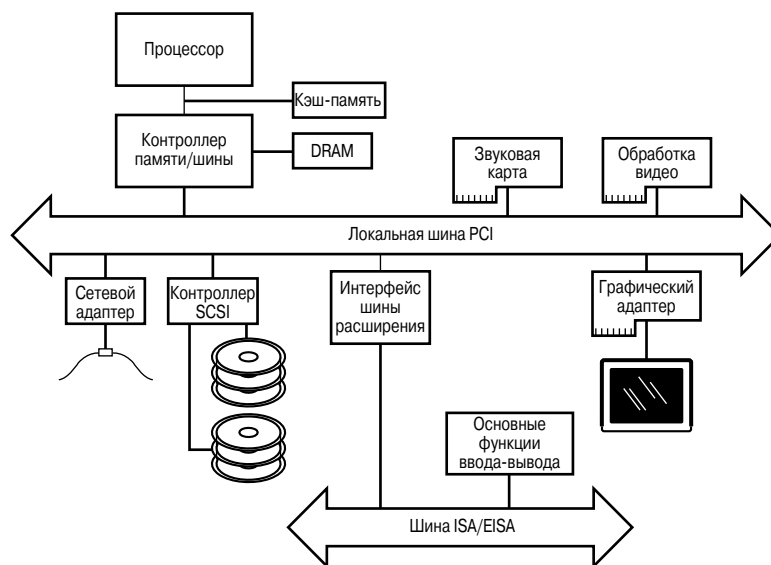 Процессор
Кэш-память
Контроллер
памяти/шины
DRAM
Звуковая
карта
Обработка
видео
Локальная шина PCI
Сетевой
адаптер
Контроллер
SCSI
Интерфейс
шины
расширения
Графический
адаптер
Основные
функции
ввода-вывода
Шина ISA/EISA